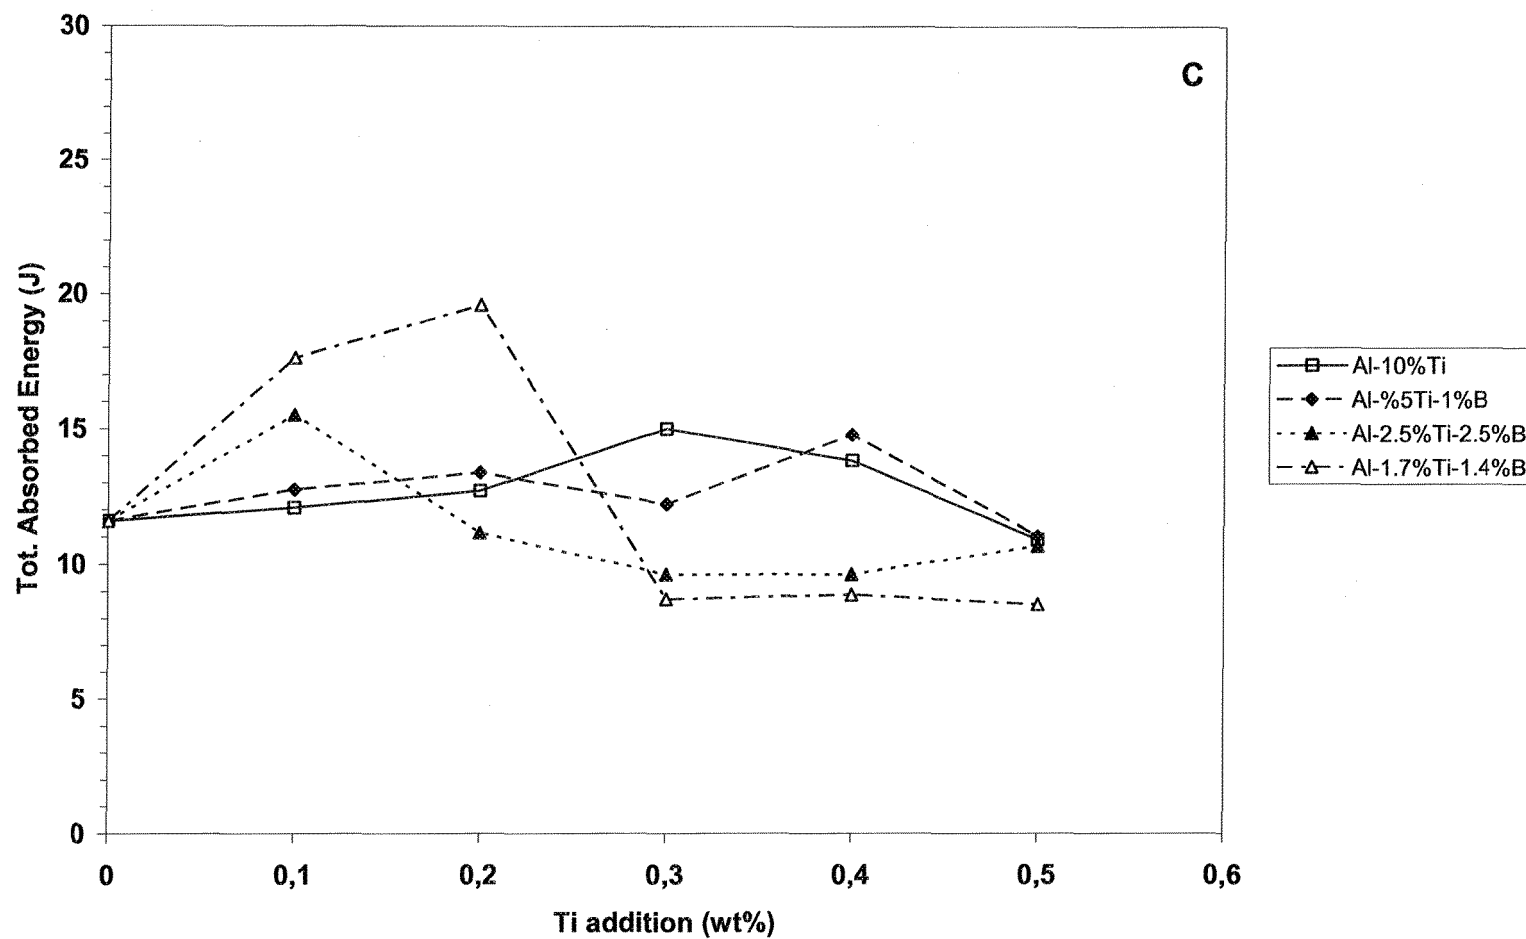 30
C
25
20
15
10
5
0
Tot. Absorbed Energy (J)
0 0,1 0,2 0,3 0,4 0,5 0,6
Ti addition (wt%)
Al-10%Ti
Al-%5Ti-1%B
Al-2.5%Ti-2.5%B
Al-1.7%Ti-1.4%B